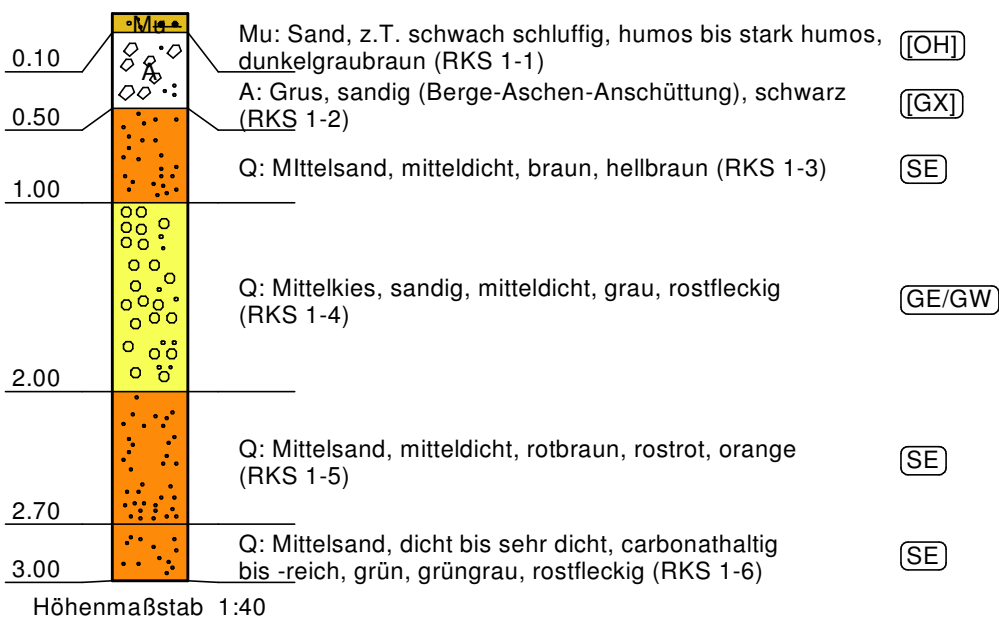 Mu
Mu: Sand, z.T. schwach schluffig, humos bis stark humos,
dunkelgraubraun (RKS 1-1)
[OH]
0.10
A
A: Grus, sandig (Berge-Aschen-Anschüttung), schwarz
(RKS 1-2)
[GX]
0.50
Q: MIttelsand, mitteldicht, braun, hellbraun (RKS 1-3)
SE
1.00
Q: Mittelkies, sandig, mitteldicht, grau, rostfleckig
(RKS 1-4)
GE/GW
2.00
Q: Mittelsand, mitteldicht, rotbraun, rostrot, orange
(RKS 1-5)
SE
2.70
Q: Mittelsand, dicht bis sehr dicht, carbonathaltig
bis -reich, grün, grüngrau, rostfleckig (RKS 1-6)
SE
3.00
Höhenmaßstab 1:40